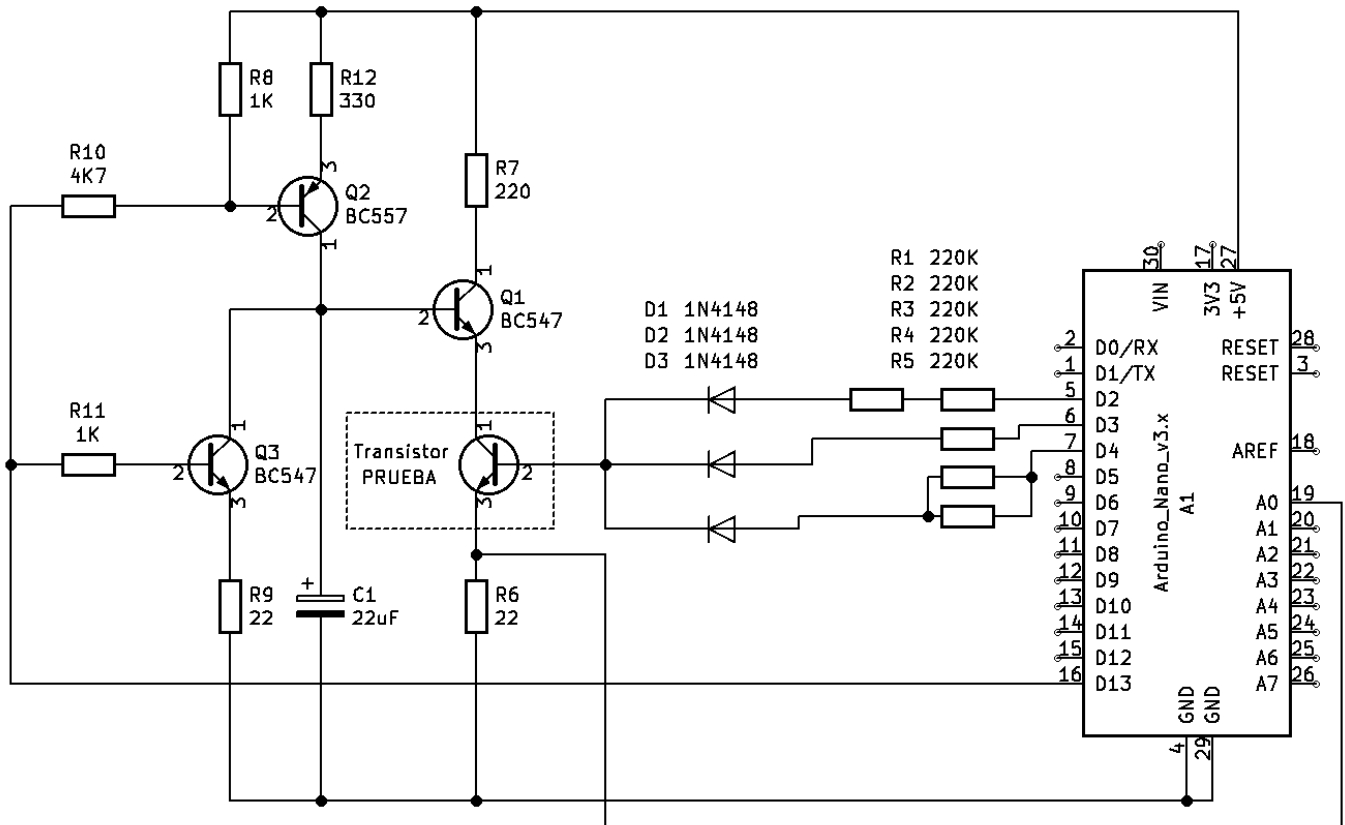 R8
1K
R12
330
R10
4K7
3
Q2
BC557
2
1
R7
220
1
Q1
BC547
2
3
R11
1K
1
Q3
BC547
2
3
Transistor
PRUEBA
1
2
3
R9
22
+
C1
22uF
R6
22
D1 1N4148
D2 1N4148
D3 1N4148
R1 220K
R2 220K
R3 220K
R4 220K
R5 220K
30
17
27
VIN
3V3
+5V
2 D0/RX
1 D1/TX
5 D2
6 D3
7 D4
8 D5
9 D6
10 D7
11 D8
12 D9
13 D10
14 D11
15 D12
16 D13
Arduino_Nano_v3.x
A1
RESET 28
RESET 3
AREF 18
A0 19
A1 20
A2 21
A3 22
A4 23
A5 24
A6 25
A7 26
GND
GND
4
29